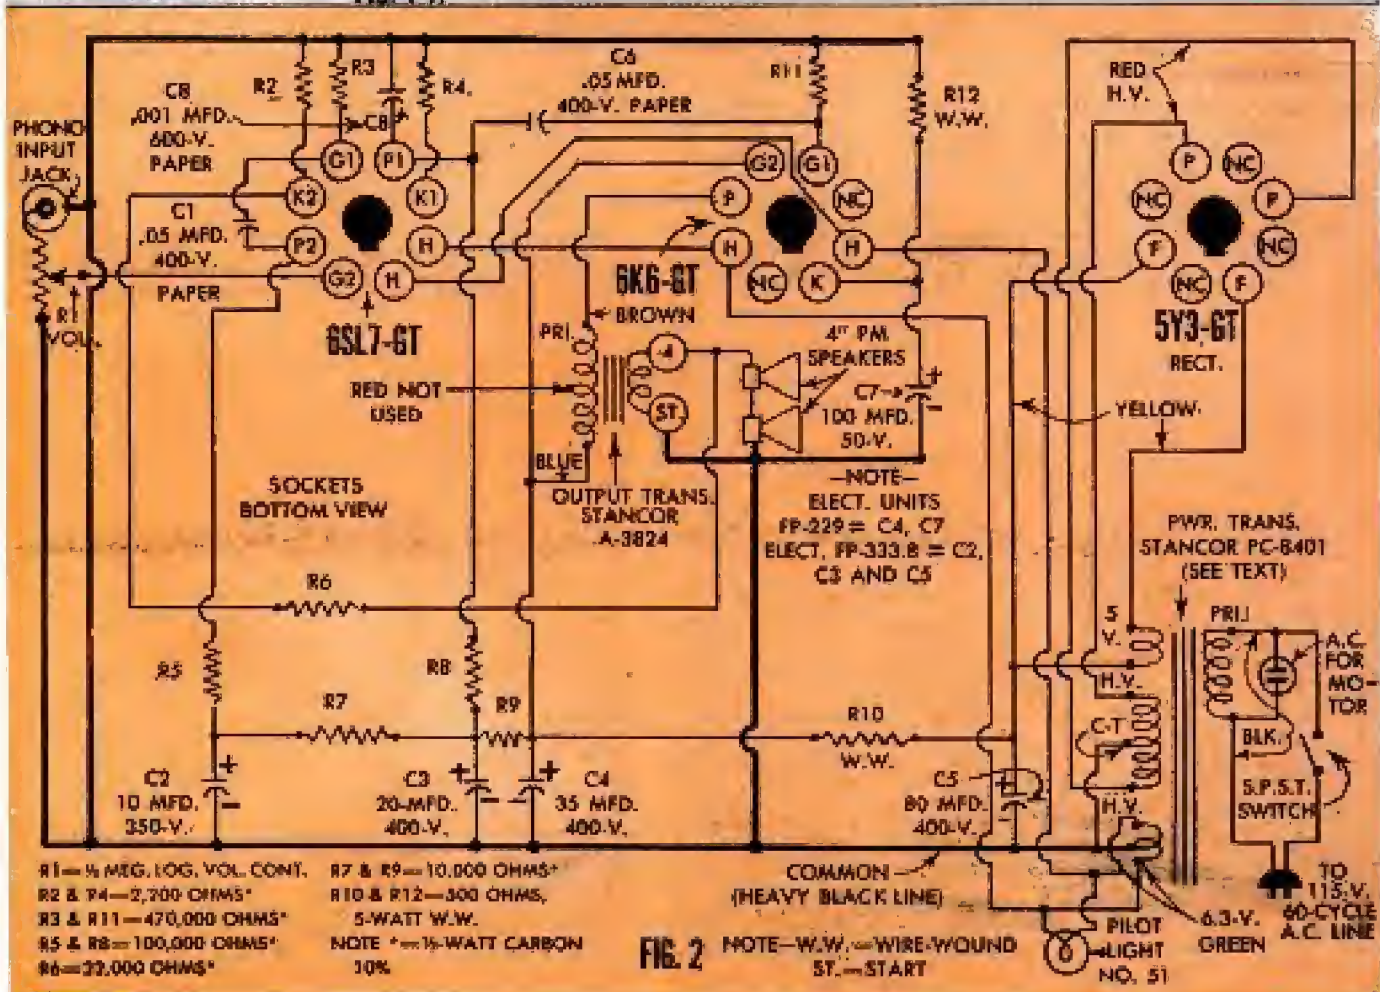 R2
R3
C8
R4
C6
.05 MFD.
400-V. PAPER
R11
R12
W.W.
RED
H.V.
C8
.001 MFD.
600-V.
PAPER
PHONO
INPUT
JACK
G1
P1
K2
K1
P2
H
G2
H
C1
.05 MFD.
400-V.
PAPER
R1
VOL.
6SL7-GT
G2
G1
P
NC
H
H
NC
K
6K6-GT
P
NC
NC
P
F
NC
NC
F
5Y3-GT
RECT.
BROWN
PRI.
RED NOT
USED
BLUE
4
ST.
OUTPUT TRANS.
STANCOR
A-3824
4" PM.
SPEAKERS
C7
100 MFD.
50-V.
YELLOW
SOCKETS
BOTTOM VIEW
—NOTE—
ELECT. UNITS
FP-229 = C4, C7
ELECT. FP-333.8 = C2,
C3 AND C5
PWR. TRANS.
STANCOR PC-8401
(SEE TEXT)
R6
R5
R8
R7
R9
R10
W.W.
5
V.
H.V.
C-T
H.V.
PRI.
A.C.
FOR
MO-
TOR
BLK.
S.P.S.T.
SWITCH
C2
10 MFD.
350-V.
C3
20-MFD.
400-V.
C4
35 MFD.
400-V.
C5
80 MFD.
400-V.
R1=½ MEG. LOG. VOL. CONT.
R2 & R4—2,200 OHMS*
R3 & R11—470,000 OHMS*
R5 & R8=100,000 OHMS*
R6=22,000 OHMS*
R7 & R9=10,000 OHMS*
R10 & R12—500 OHMS,
5-WATT W.W.
NOTE *=½-WATT CARBON
10%
FIG. 2
COMMON
(HEAVY BLACK LINE)
NOTE—W.W.=WIRE-WOUND
ST.=START
PILOT
LIGHT
NO. 51
6.3-V.
GREEN
TO
115-V.
60-CYCLE
A.C. LINE